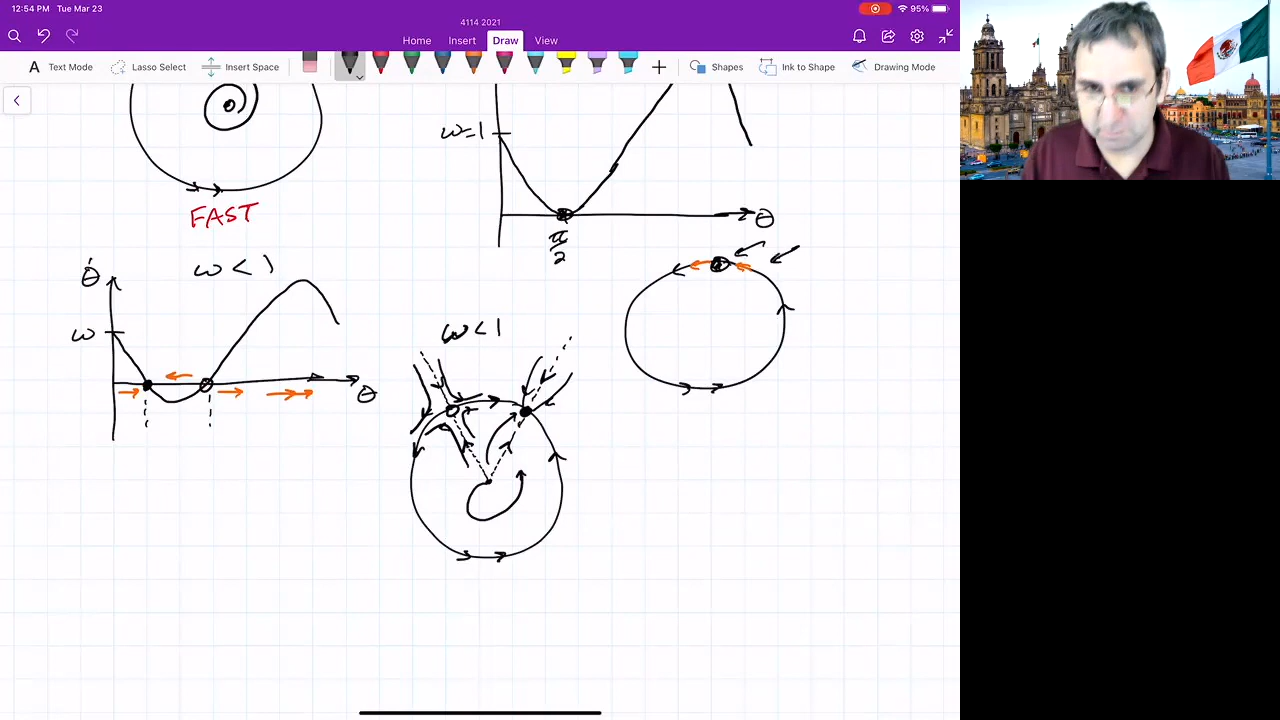 12:54 PM Tue Mar 23
95%
4114 2021
Home Insert Draw View
Text Mode Lasso Select Insert Space Shapes Ink to Shape Drawing Mode
FAST
ω=1
θ
π/2
θ̇
ω < 1
ω
θ
ω < 1